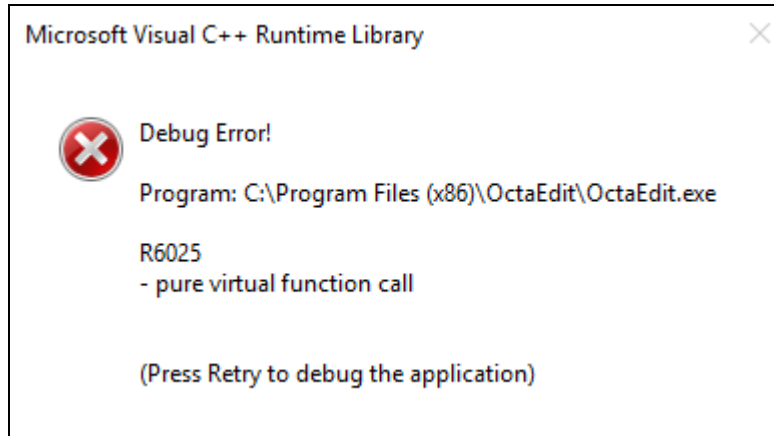 Microsoft Visual C++ Runtime Library
Debug Error!
Program: C:\Program Files (x86)\OctaEdit\OctaEdit.exe
R6025
- pure virtual function call
(Press Retry to debug the application)